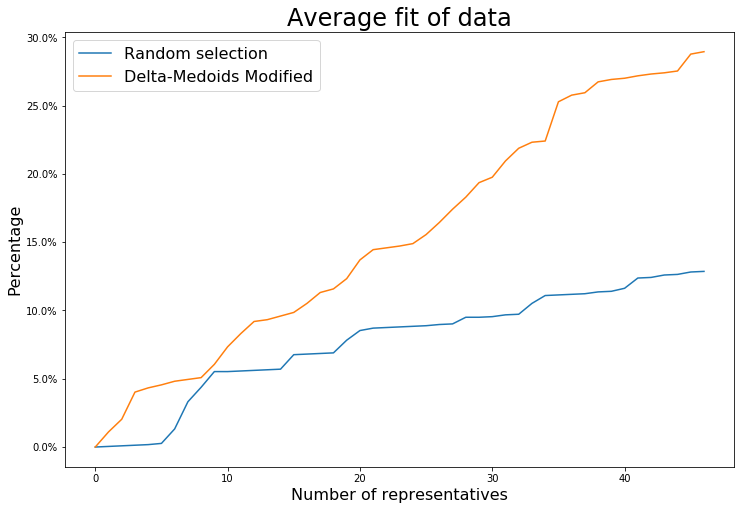 Average fit of data
Random selection
Delta-Medoids Modified
30.0%
25.0%
20.0%
15.0%
10.0%
5.0%
0.0%
Percentage
0 10 20 30 40
Number of representatives